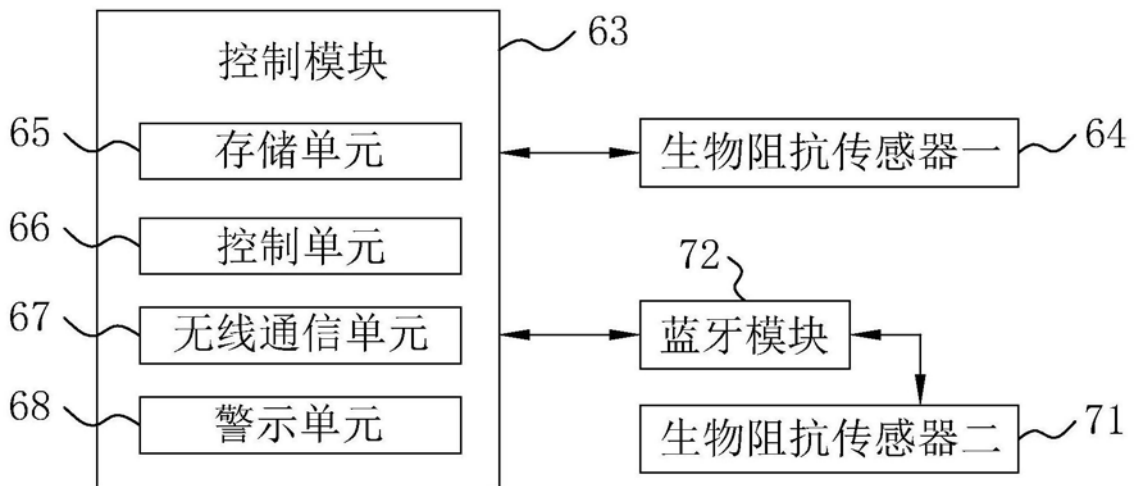 控制模块
63
65
存储单元
生物阻抗传感器一
64
66
控制单元
72
67
无线通信单元
蓝牙模块
68
警示单元
生物阻抗传感器二
71